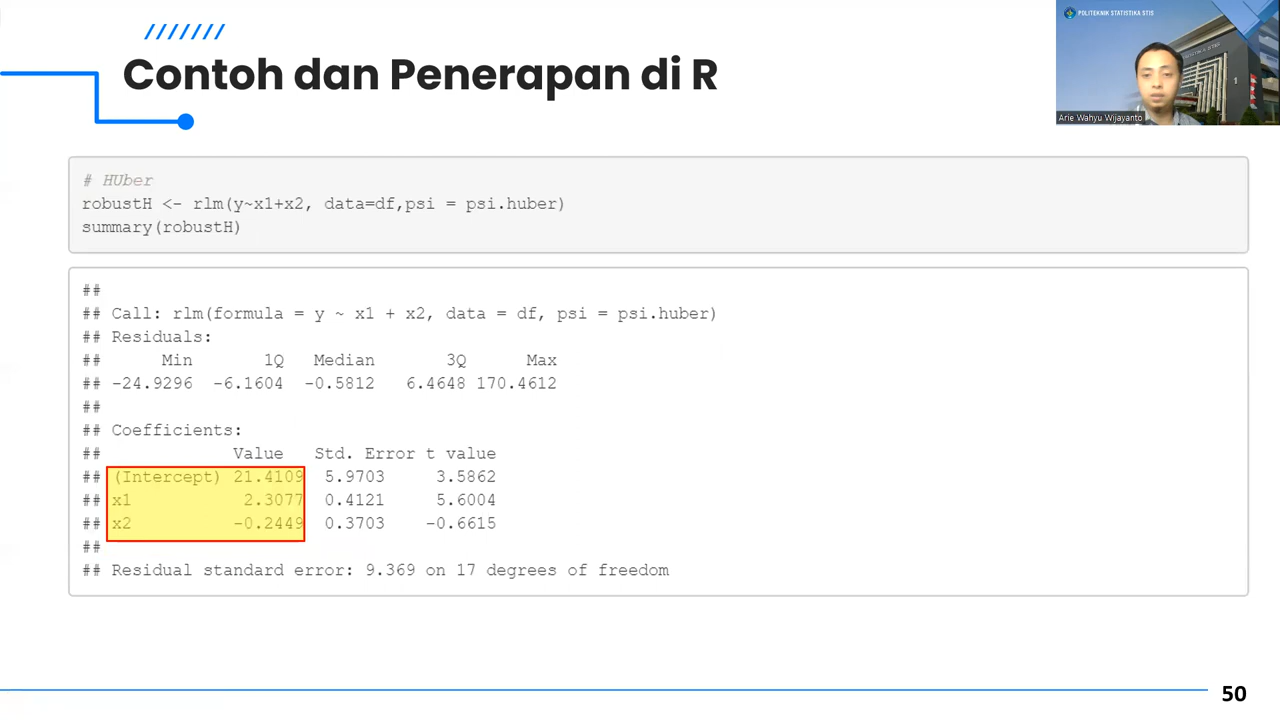 POLITEKNIK STATISTIKA STIS
Contoh dan Penerapan di R
Arie Wahyu Wijayanto
# HUber
robustH <- rlm(y~x1+x2, data=df,psi = psi.huber)
summary(robustH)
##
## Call: rlm(formula = y ~ x1 + x2, data = df, psi = psi.huber)
## Residuals:
##      Min       1Q   Median       3Q      Max
## -24.9296  -6.1604  -0.5812   6.4648 170.4612
##
## Coefficients:
##             Value   Std. Error t value
## (Intercept) 21.4109  5.9703     3.5862
## x1           2.3077  0.4121     5.6004
## x2          -0.2449  0.3703    -0.6615
##
## Residual standard error: 9.369 on 17 degrees of freedom
50